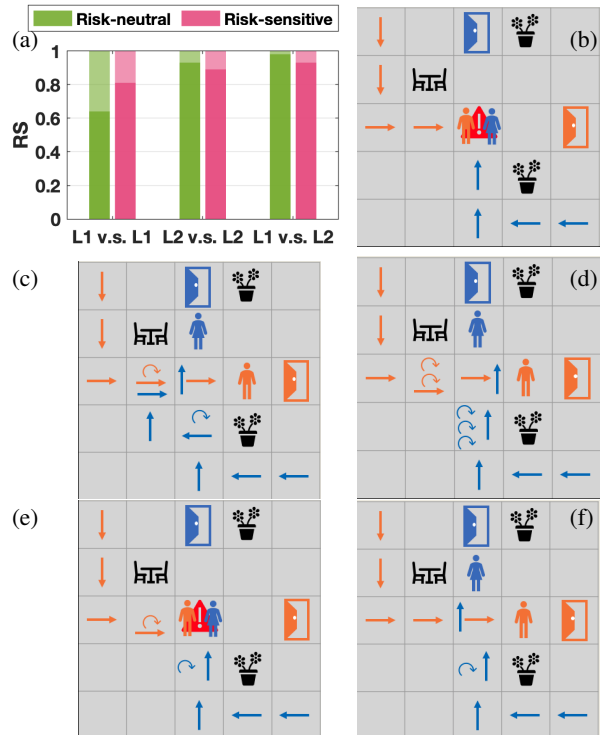 Risk-neutral Risk-sensitive
(a)
1
0.8
0.6
0.4
0.2
0
RS
L1 v.s. L1 L2 v.s. L2 L1 v.s. L2
(b)
(c)
(d)
(e)
(f)